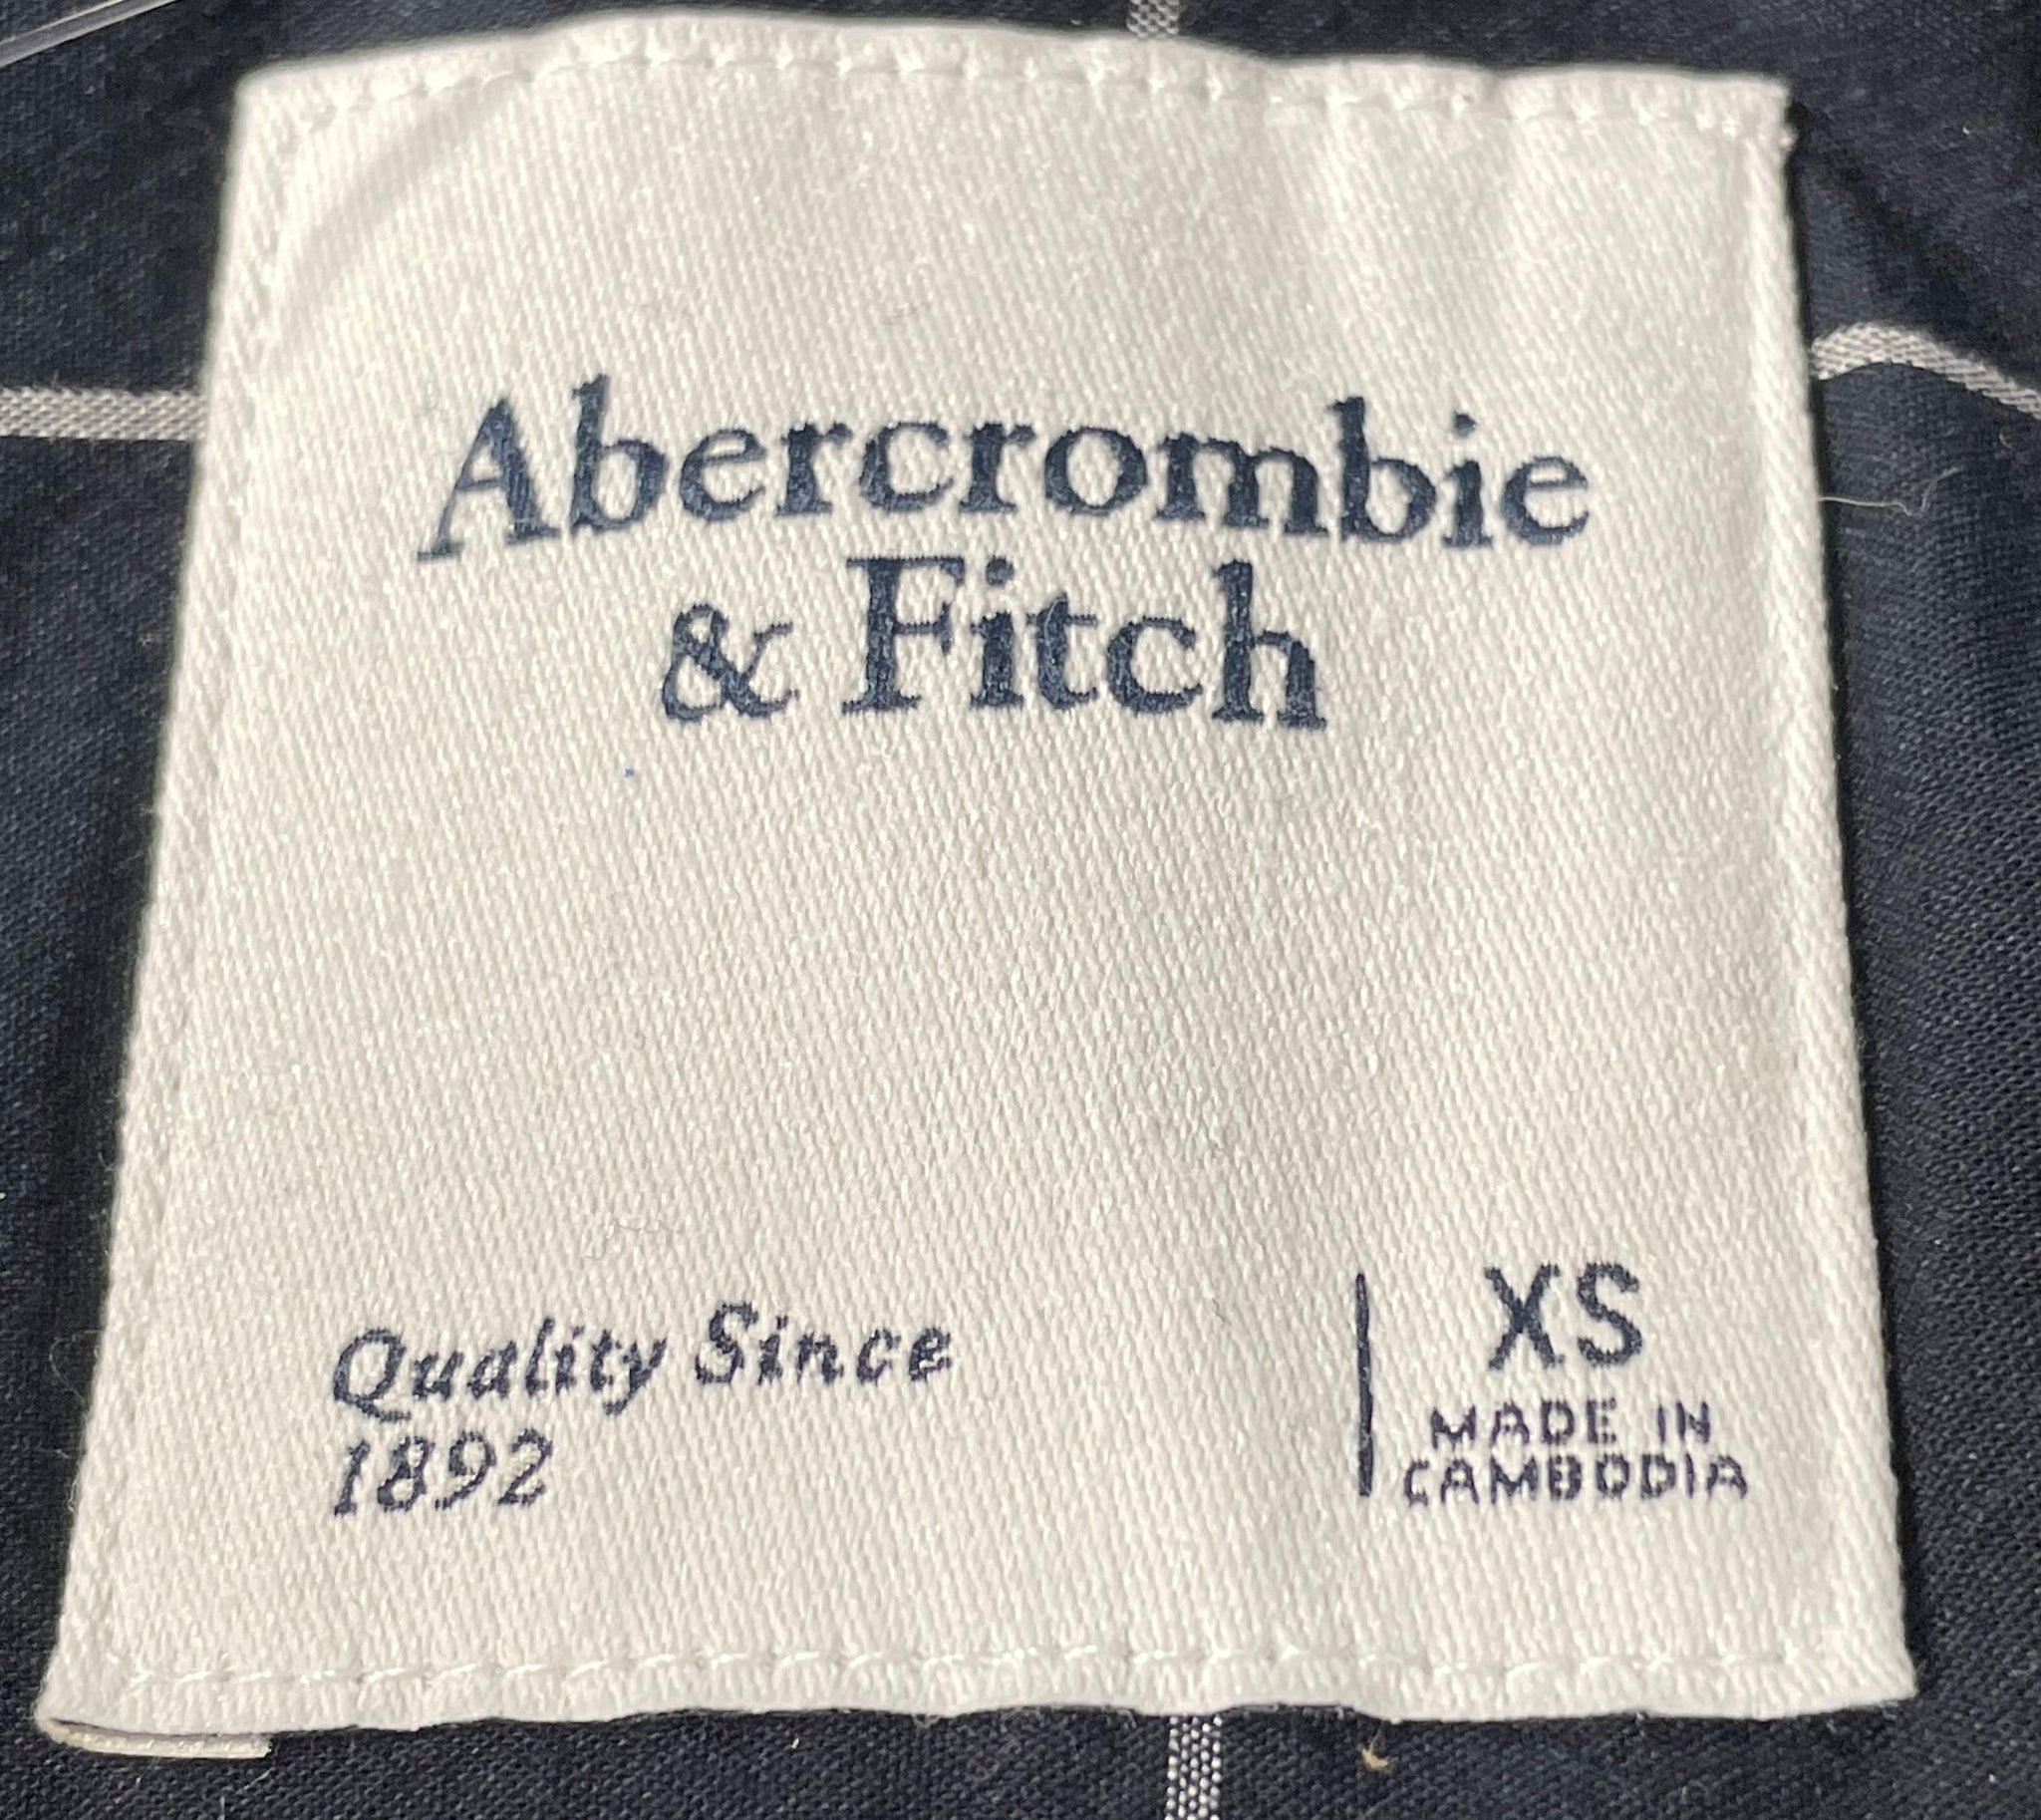 Abercrombie
& Fitch
Quality Since
1892
XS
MADE IN
CAMBODIA